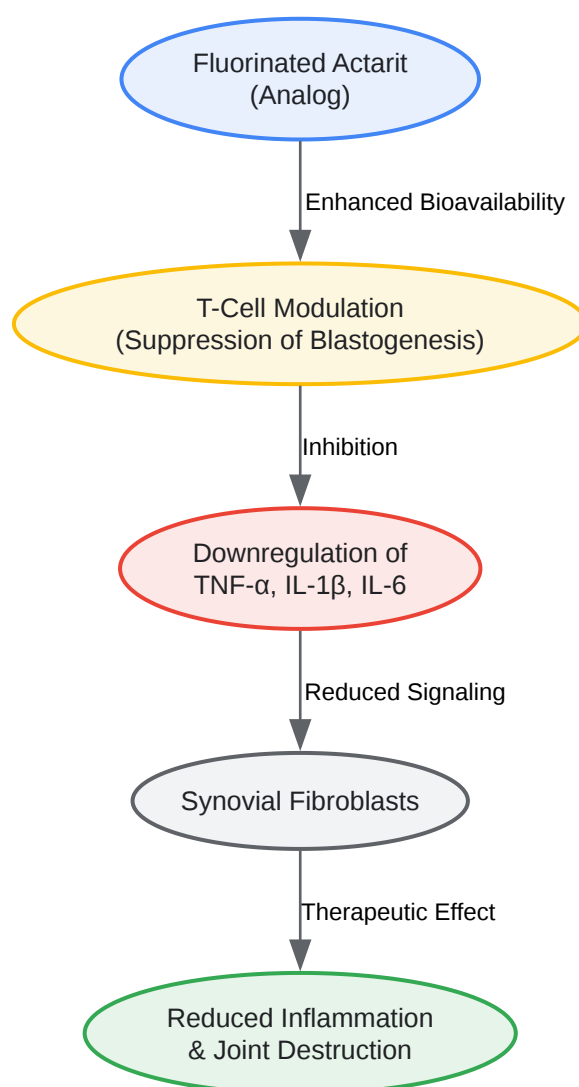 Fluorinated Actarit
(Analog)
Enhanced Bioavailability
T-Cell Modulation
(Suppression of Blastogenesis)
Inhibition
Downregulation of
TNF-α, IL-1β, IL-6
Reduced Signaling
Synovial Fibroblasts
Therapeutic Effect
Reduced Inflammation
& Joint Destruction